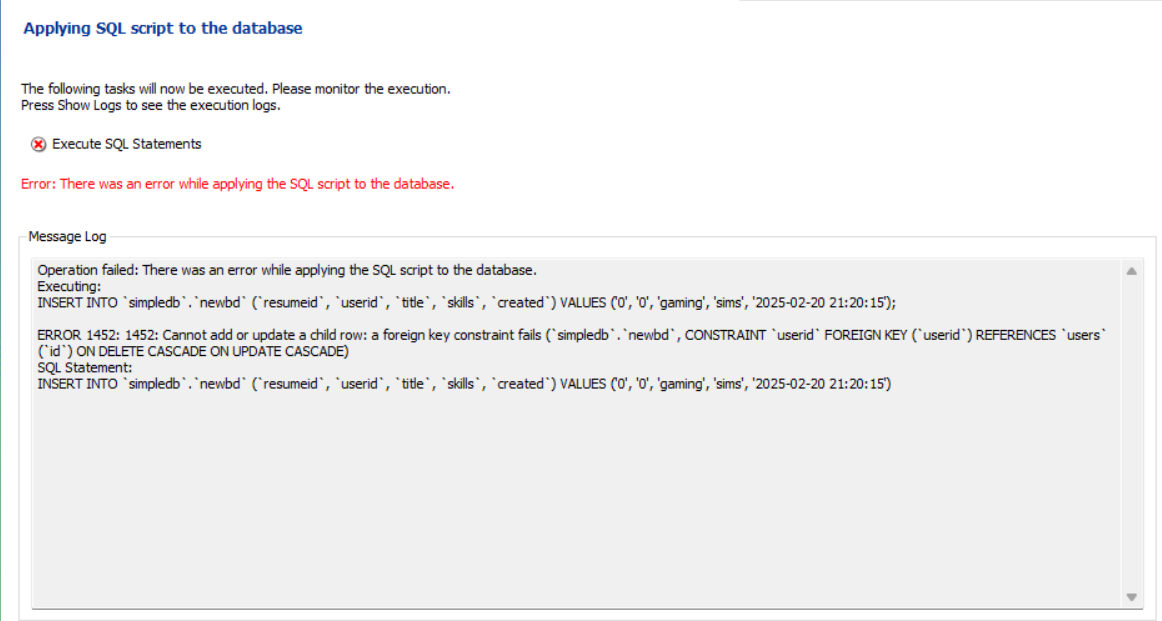 Applying SQL script to the database
The following tasks will now be executed. Please monitor the execution.
Press Show Logs to see the execution logs.
Execute SQL Statements
Error: There was an error while applying the SQL script to the database.
Message Log
Operation failed: There was an error while applying the SQL script to the database.
Executing:
INSERT INTO `simpledb`.`newbd` (`resumeid`, `userid`, `title`, `skills`, `created`) VALUES ('0', '0', 'gaming', 'sims', '2025-02-20 21:20:15');
ERROR 1452: 1452: Cannot add or update a child row: a foreign key constraint fails (`simpledb`.`newbd`, CONSTRAINT `userid` FOREIGN KEY (`userid`) REFERENCES `users`
(`id`) ON DELETE CASCADE ON UPDATE CASCADE)
SQL Statement:
INSERT INTO `simpledb`.`newbd` (`resumeid`, `userid`, `title`, `skills`, `created`) VALUES ('0', '0', 'gaming', 'sims', '2025-02-20 21:20:15')